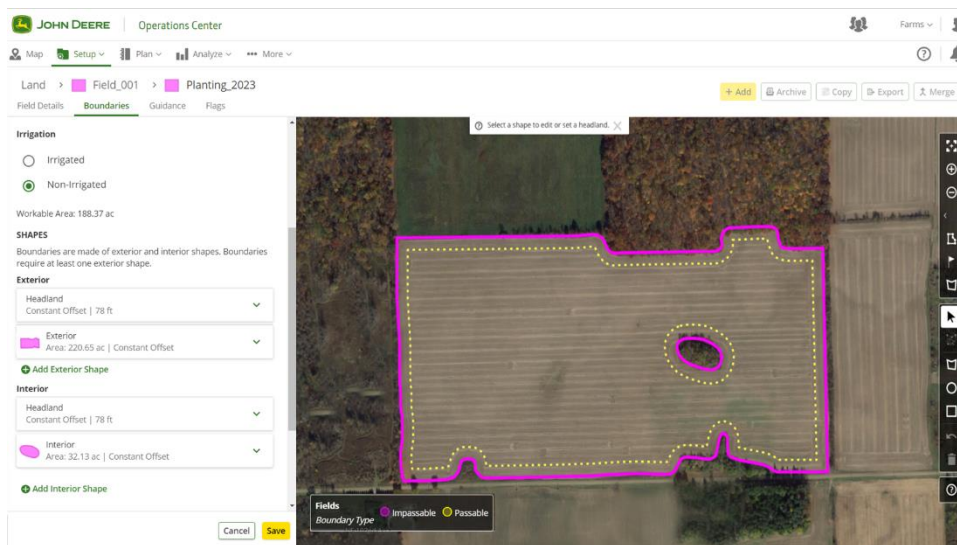 JOHN DEERE Operations Center Farms
Map Setup Plan Analyze ••• More
Land > Field_001 > Planting_2023
+ Add Archive Copy Export Merge
Field Details Boundaries Guidance Flags
Select a shape to edit or set a headland.
Irrigation
Irrigated
Non-Irrigated
Workable Area: 188.37 ac
SHAPES
Boundaries are made of exterior and interior shapes. Boundaries
require at least one exterior shape.
Exterior
Headland
Constant Offset | 78 ft
Exterior
Area: 220.65 ac | Constant Offset
Add Exterior Shape
Interior
Headland
Constant Offset | 78 ft
Interior
Area: 32.13 ac | Constant Offset
Add Interior Shape
Cancel Save
Fields
Boundary Type Impassable Passable